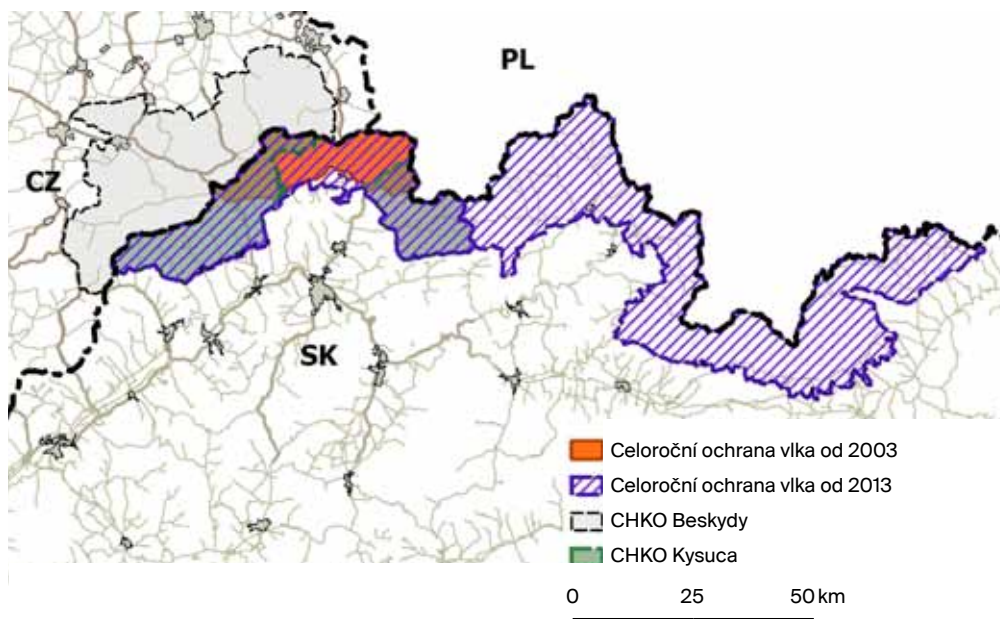 PL
CZ
SK
Celoroční ochrana vlka od 2003
Celoroční ochrana vlka od 2013
CHKO Beskydy
CHKO Kysuca
0 25 50 km